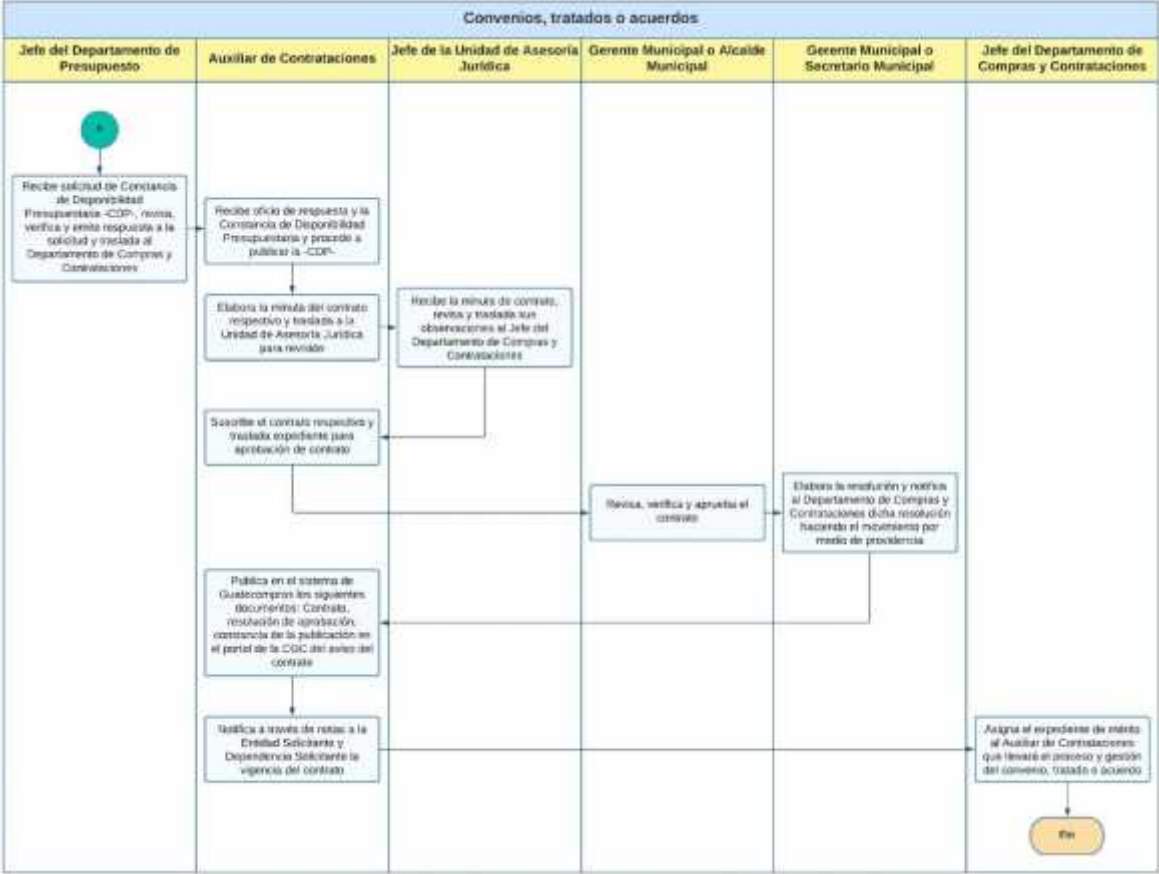 Convenios, tratados o acuerdos
Jefe del Departamento de
Presupuesto
Auxiliar de Contrataciones
Jefe de la Unidad de Asesoría
Jurídica
Gerente Municipal o Alcalde
Municipal
Gerente Municipal o
Secretario Municipal
Jefe del Departamento de
Compras y Contrataciones
Recibe solicitud de Constancia
de Disponibilidad
Presupuestaria -CDP-, revisa,
verifica y emite respuesta a la
solicitud y traslada al
Departamento de Compras y
Contrataciones
Recibe oficio de respuesta y la
Constancia de Disponibilidad
Presupuestaria y procede a
publicar la -CDP-
Elabora la minuta del contrato
respectivo y traslada a la
Unidad de Asesoría Jurídica
para revisión
Recibe la minuta de contrato,
revisa y traslada sus
observaciones al Jefe del
Departamento de Compras y
Contrataciones
Suscribe el contrato respectivo y
traslada expediente para
aprobación de contrato
Revisa, verifica y aprueba el
contrato
Elabora la resolución y notifica
al Departamento de Compras y
Contrataciones dicha resolución
haciendo el movimiento por
medio de providencia
Publica en el sistema de
Guatecompras los siguientes
documentos: Contrato,
resolución de aprobación,
constancia de la publicación en
el portal de la CGC del aviso del
contrato
Notifica a través de notas a la
Entidad Solicitante y
Dependencia Solicitante la
vigencia del contrato
Asigna el expediente de mérito
al Auxiliar de Contrataciones
que llevará el proceso y gestión
del convenio, tratado o acuerdo
Fin